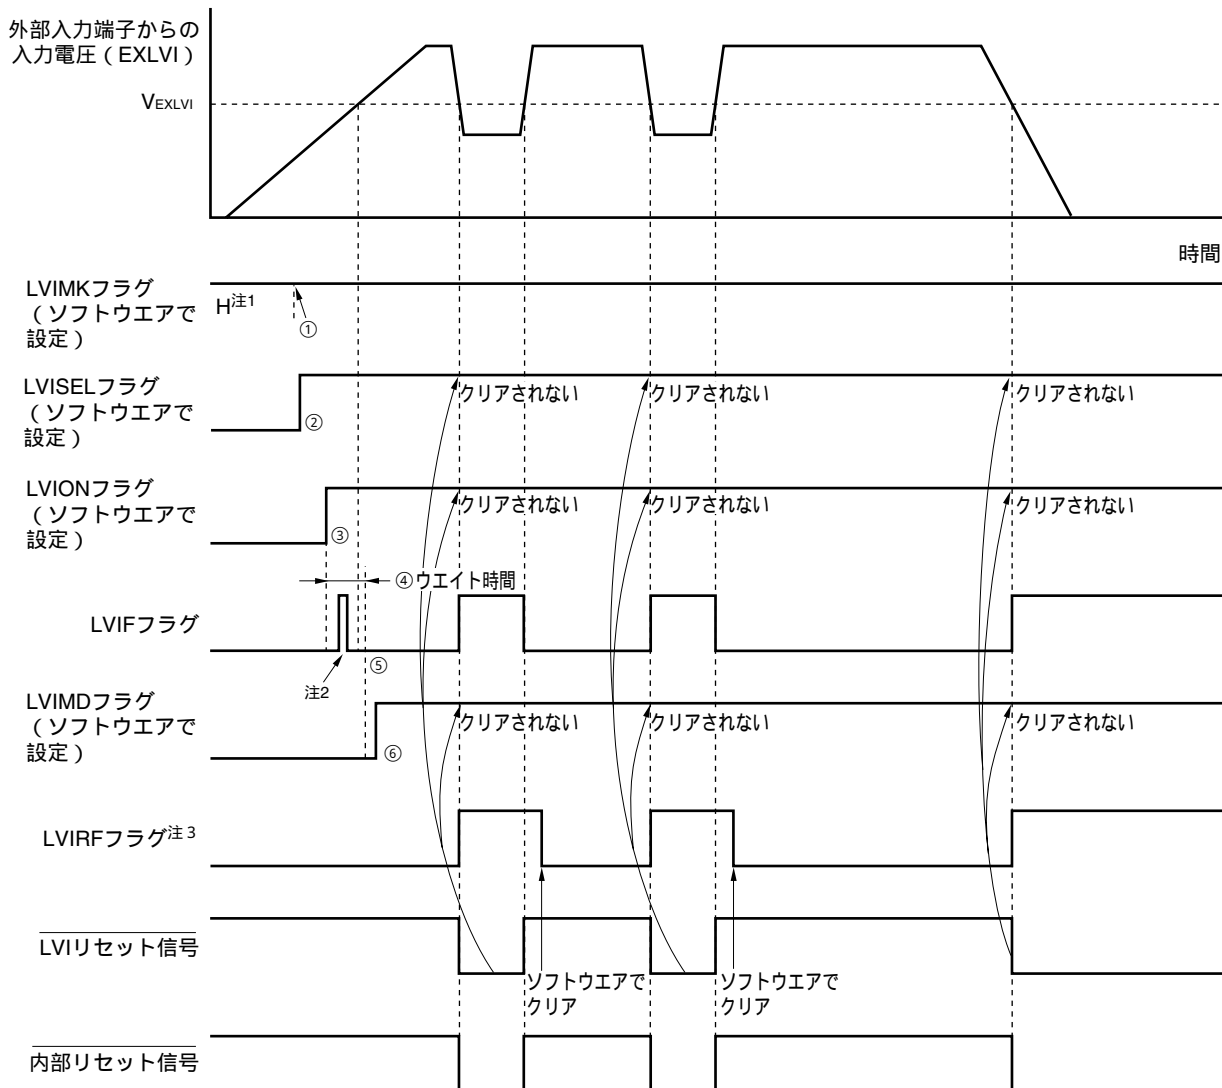 外部入力端子からの
入力電圧（EXLVI）
VEXLVI
時間
LVIMKフラグ
（ソフトウエアで
設定）
H注1
①
LVISELフラグ
（ソフトウエアで
設定）
②
クリアされない
クリアされない
クリアされない
LVIONフラグ
（ソフトウエアで
設定）
③
クリアされない
クリアされない
クリアされない
④ウエイト時間
LVIFフラグ
注2
⑤
LVIMDフラグ
（ソフトウエアで
設定）
⑥
クリアされない
クリアされない
クリアされない
LVIRFフラグ注3
LVIリセット信号
ソフトウエアで
クリア
ソフトウエアで
クリア
内部リセット信号